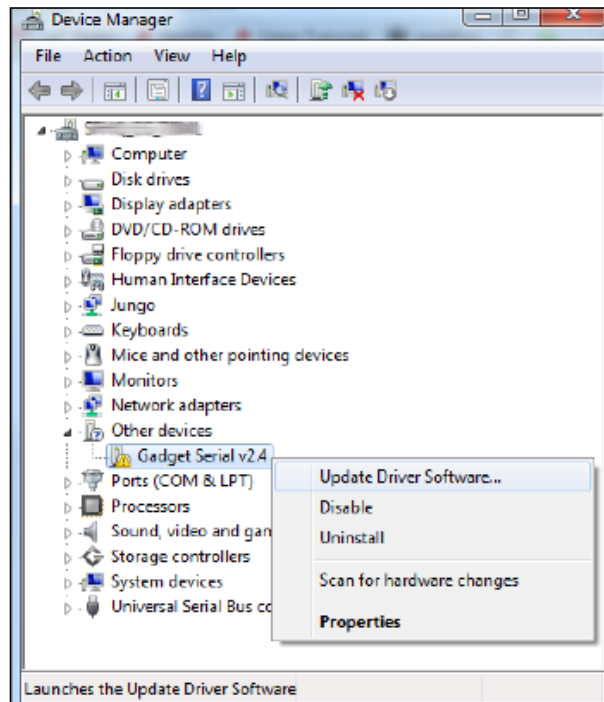 Device Manager
File Action View Help
Computer
Disk drives
Display adapters
DVD/CD-ROM drives
Floppy drive controllers
Human Interface Devices
Jungo
Keyboards
Mice and other pointing devices
Monitors
Network adapters
Other devices
Gadget Serial v2.4
Ports (COM & LPT)
Processors
Sound, video and gan
Storage controllers
System devices
Universal Serial Bus co
Update Driver Software...
Disable
Uninstall
Scan for hardware changes
Properties
Launches the Update Driver Software